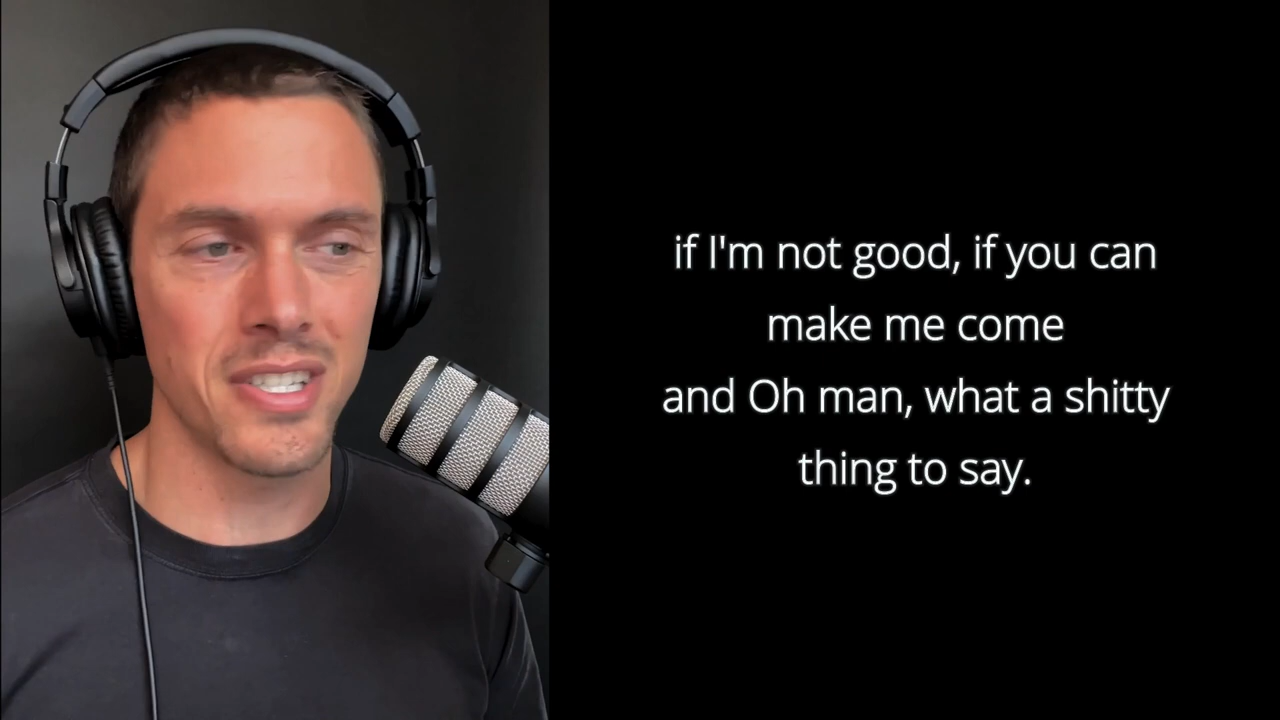 if I'm not good, if you can
make me come
and Oh man, what a shitty
thing to say.